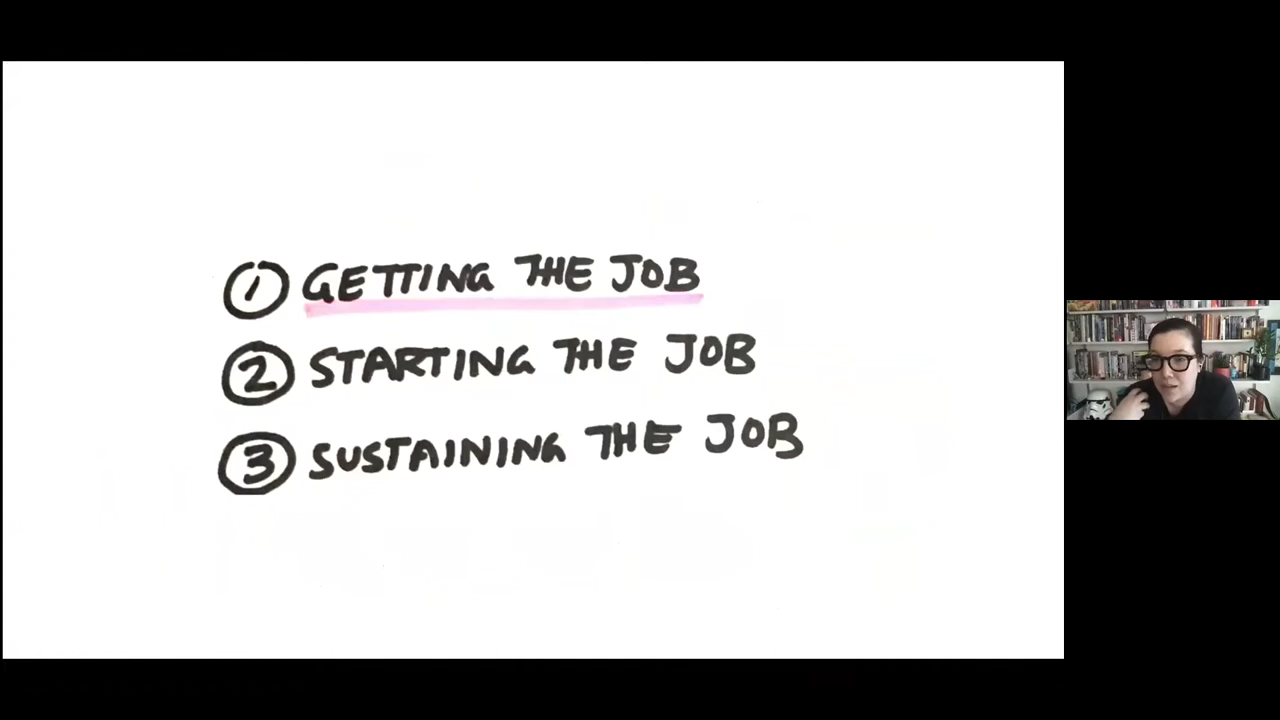 1 GETTING THE JOB
2 STARTING THE JOB
3 SUSTAINING THE JOB